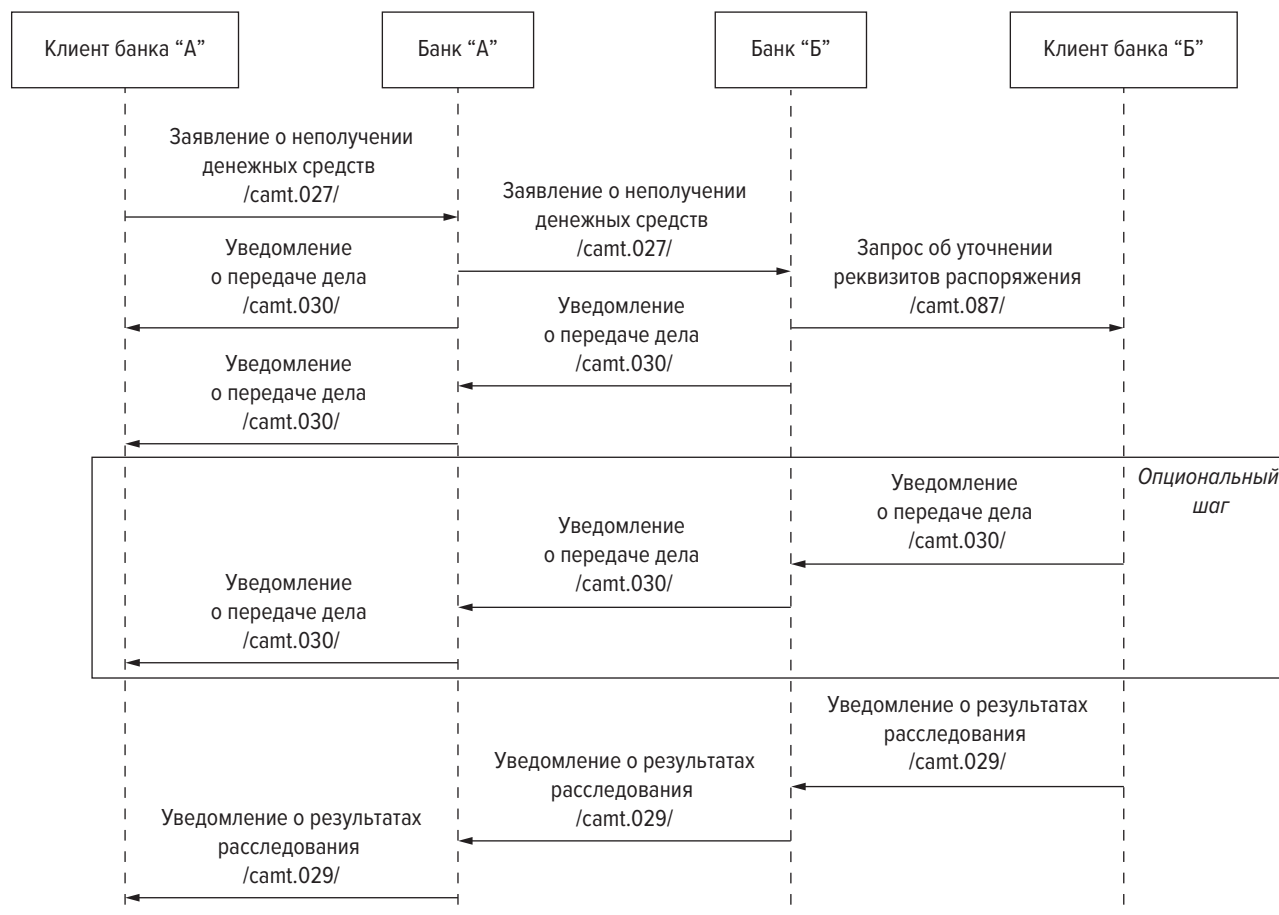 Клиент банка “А”
Банк “А”
Банк “Б”
Клиент банка “Б”
Заявление о неполучении
денежных средств
/camt.027/
Заявление о неполучении
денежных средств
/camt.027/
Уведомление
о передаче дела
/camt.030/
Запрос об уточнении
реквизитов распоряжения
/camt.087/
Уведомление
о передаче дела
/camt.030/
Уведомление
о передаче дела
/camt.030/
Опциональный
шаг
Уведомление
о передаче дела
/camt.030/
Уведомление
о передаче дела
/camt.030/
Уведомление
о передаче дела
/camt.030/
Уведомление о результатах
расследования
/camt.029/
Уведомление о результатах
расследования
/camt.029/
Уведомление о результатах
расследования
/camt.029/